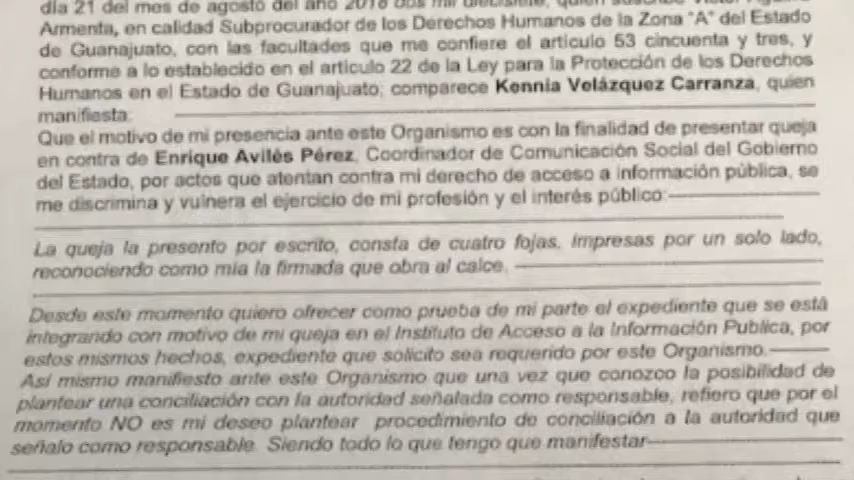 día 21 del mes de agosto del año 2018 dos mil diecisiete, quien suscribe
Armenta, en calidad Subprocurador de los Derechos Humanos de la Zona "A" del Estado
de Guanajuato, con las facultades que me confiere el artículo 53 cincuenta y tres, y
conforme a lo establecido en el artículo 22 de la Ley para la Protección de los Derechos
Humanos en el Estado de Guanajuato; comparece Kennia Velázquez Carranza, quien
manifiesta:
Que el motivo de mi presencia ante este Organismo es con la finalidad de presentar queja
en contra de Enrique Avilés Pérez, Coordinador de Comunicación Social del Gobierno
del Estado, por actos que atentan contra mi derecho de acceso a información pública, se
me discrimina y vulnera el ejercicio de mi profesión y el interés público:
La queja la presento por escrito, consta de cuatro fojas, impresas por un solo lado,
reconociendo como mía la firmada que obra al calce.
Desde este momento quiero ofrecer como prueba de mi parte el expediente que se está
integrando con motivo de mi queja en el Instituto de Acceso a la Información Publica, por
estos mismos hechos, expediente que solicito sea requerido por este Organismo.
Así mismo manifiesto ante este Organismo que una vez que conozco la posibilidad de
plantear una conciliación con la autoridad señalada como responsable, refiero que por el
momento NO es mi deseo plantear procedimiento de conciliación a la autoridad que
señalo como responsable. Siendo todo lo que tengo que manifestar